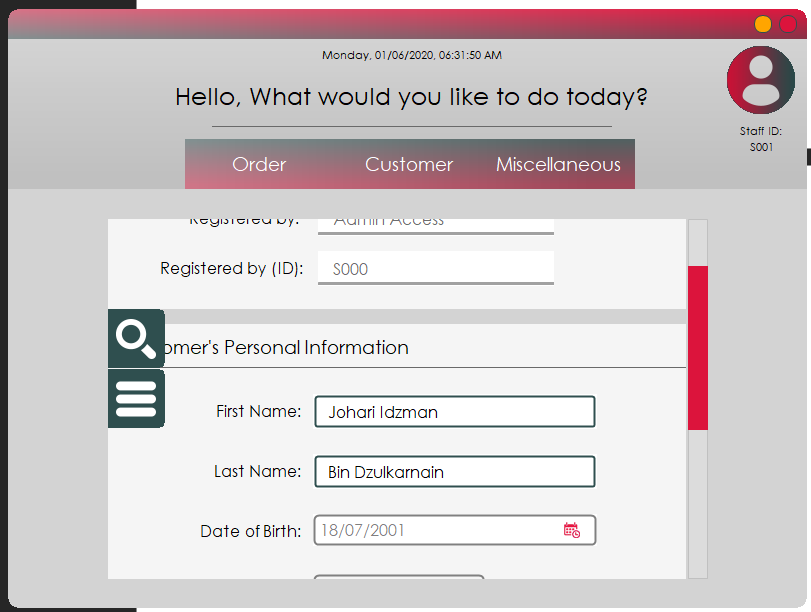 Monday, 01/06/2020, 06:31:50 AM
Hello, What would you like to do today?
Staff ID:
S001
Order Customer Miscellaneous
Registered by: Admin Access
Registered by (ID): S000
omer's Personal Information
First Name: Johari Idzman
Last Name: Bin Dzulkarnain
Date of Birth: 18/07/2001